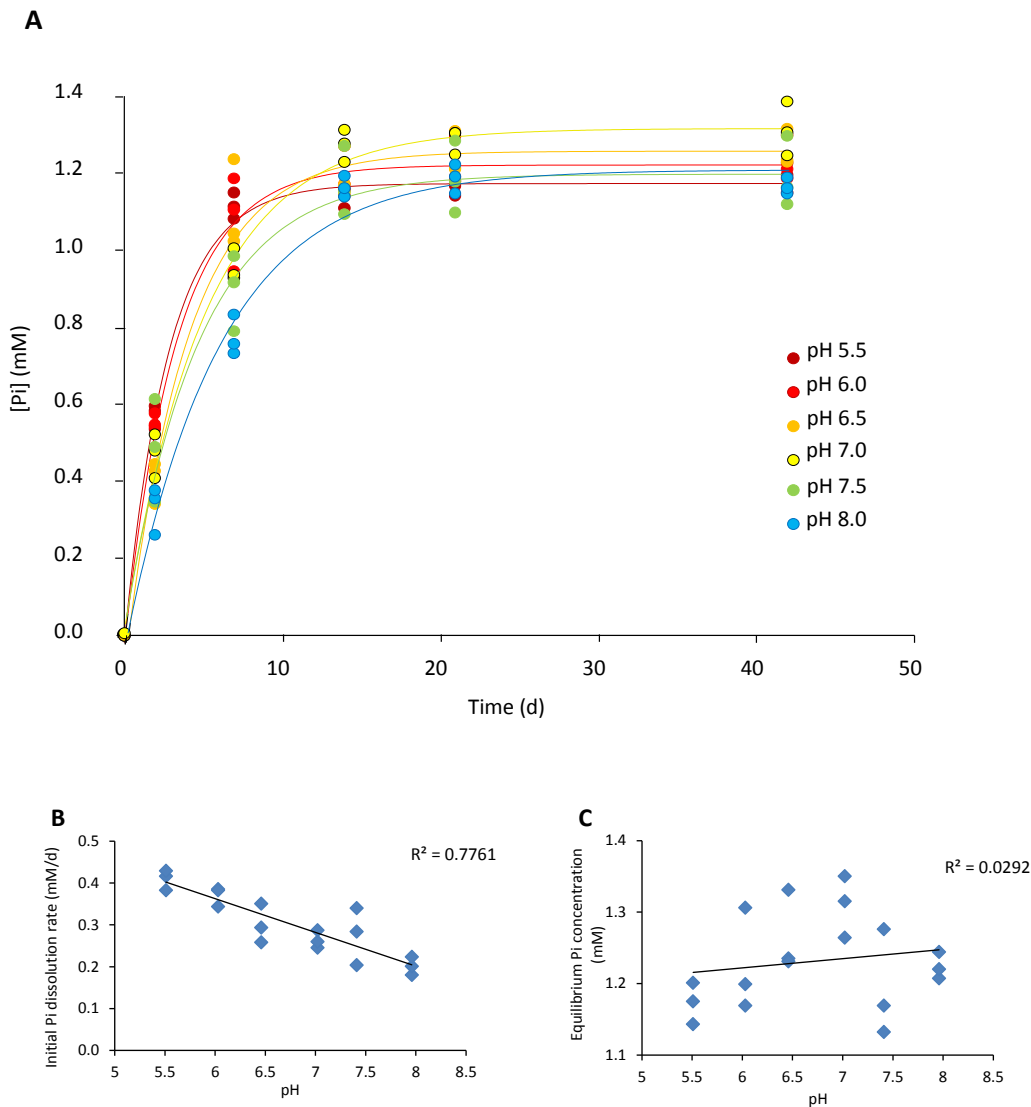 A
1.4
1.2
1.0
0.8
0.6
0.4
0.2
0.0
[Pi] (mM)
0 10 20 30 40 50
Time (d)
pH 5.5
pH 6.0
pH 6.5
pH 7.0
pH 7.5
pH 8.0
B
0.5
0.4
0.3
0.2
0.1
0.0
Initial Pi dissolution rate (mM/d)
R² = 0.7761
5 5.5 6 6.5 7 7.5 8 8.5
pH
C
1.4
1.3
1.2
1.1
Equilibrium Pi concentration
(mM)
R² = 0.0292
5 5.5 6 6.5 7 7.5 8 8.5
pH